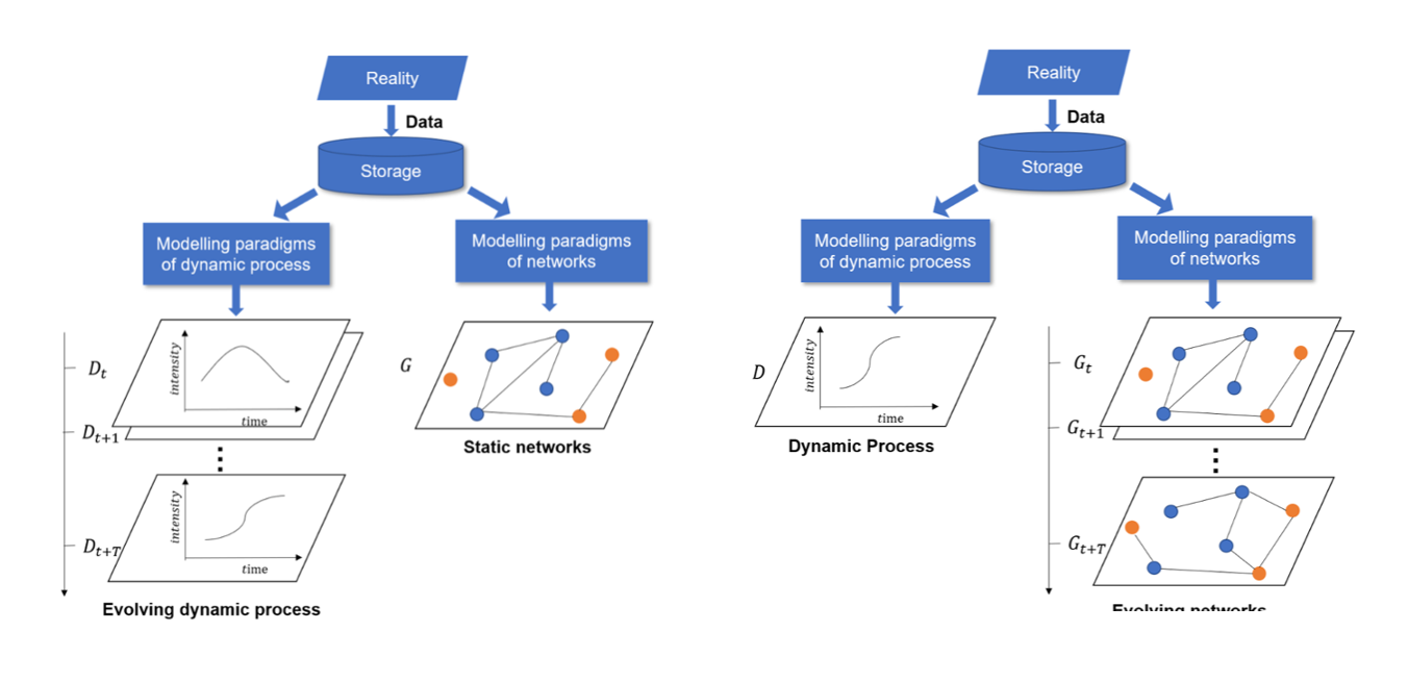 Reality
Data
Storage
Modelling paradigms
of dynamic process
Modelling paradigms
of networks
D_t
intensity
time
D_{t+1}
D_{t+T}
intensity
time
Evolving dynamic process
G
Static networks
Reality
Data
Storage
Modelling paradigms
of dynamic process
Modelling paradigms
of networks
D
intensity
time
Dynamic Process
G_t
G_{t+1}
G_{t+T}
Evolving networks